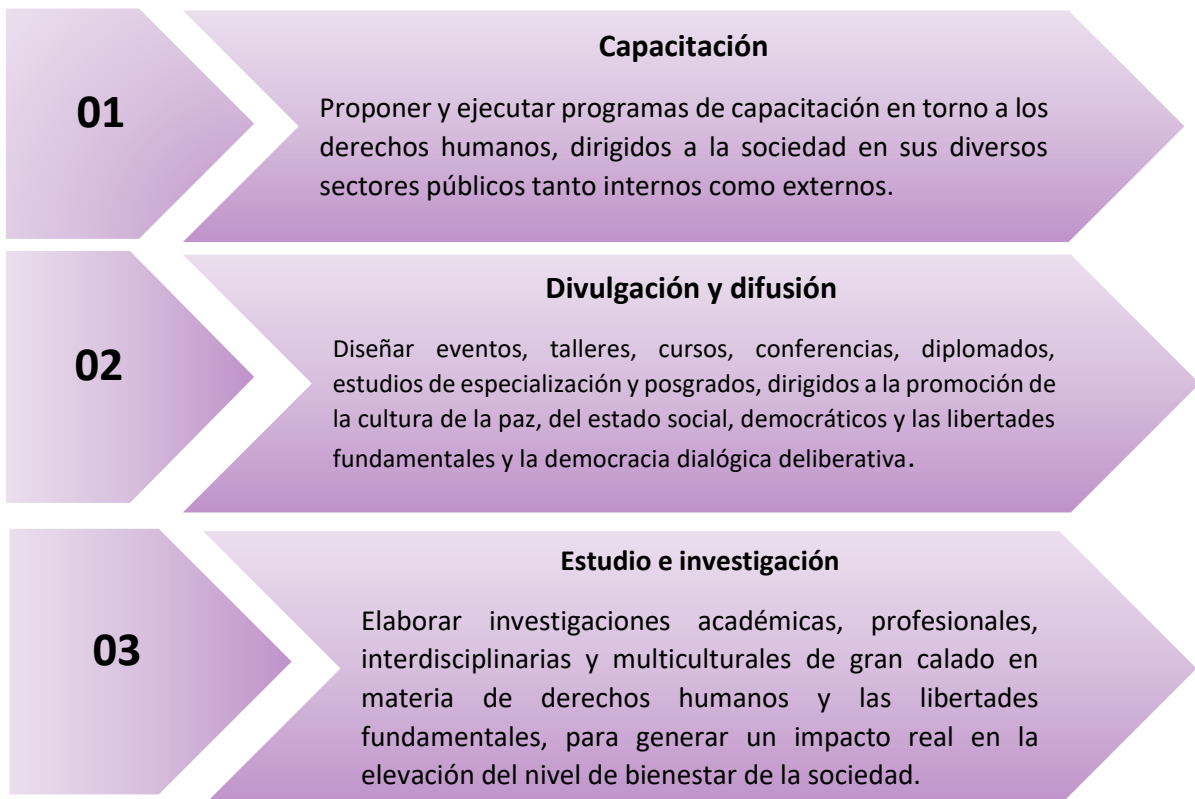 01
Capacitación
Proponer y ejecutar programas de capacitación en torno a los
derechos humanos, dirigidos a la sociedad en sus diversos
sectores públicos tanto internos como externos.
02
Divulgación y difusión
Diseñar eventos, talleres, cursos, conferencias, diplomados,
estudios de especialización y posgrados, dirigidos a la promoción de
la cultura de la paz, del estado social, democráticos y las libertades
fundamentales y la democracia dialógica deliberativa.
03
Estudio e investigación
Elaborar investigaciones académicas, profesionales,
interdisciplinarias y multiculturales de gran calado en
materia de derechos humanos y las libertades
fundamentales, para generar un impacto real en la
elevación del nivel de bienestar de la sociedad.